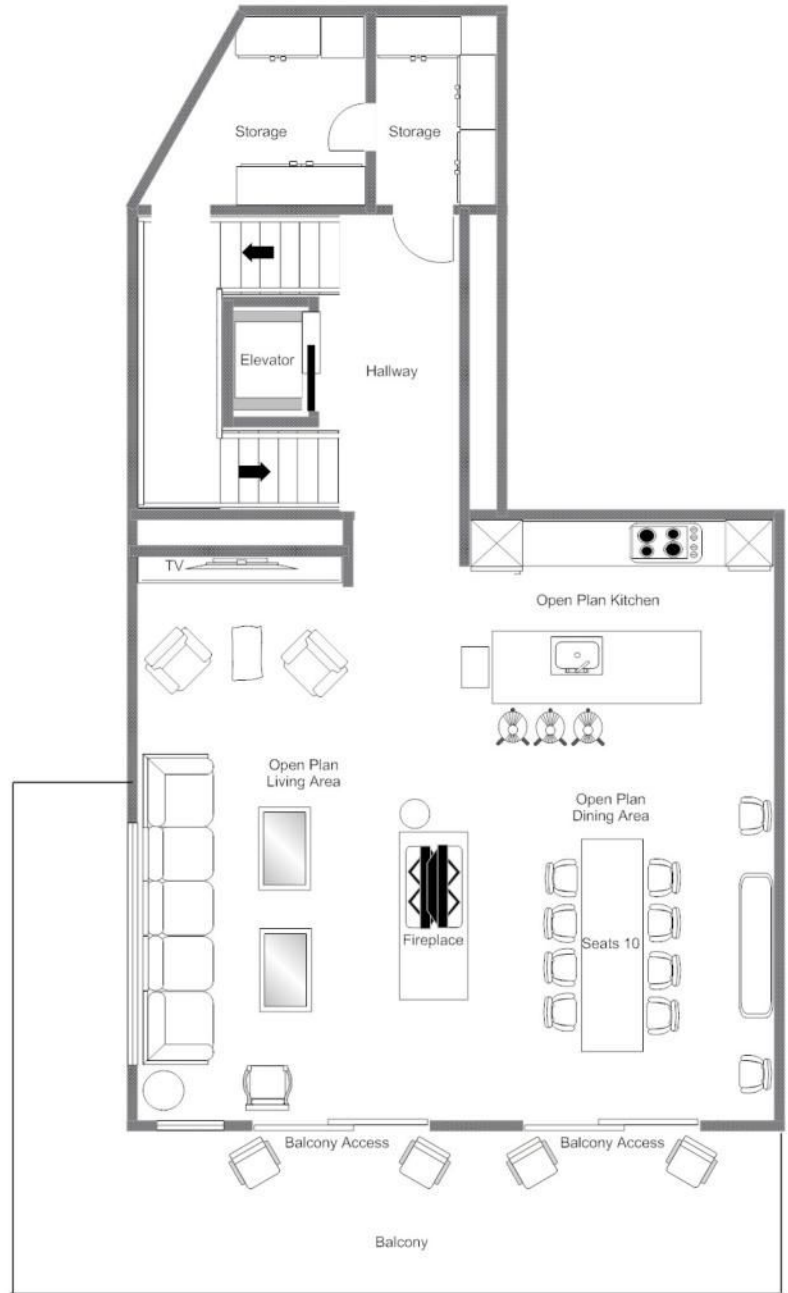 Storage
Storage
Elevator
Hallway
TV
Open Plan Kitchen
Open Plan
Living Area
Open Plan
Dining Area
Fireplace
Seats 10
Balcony Access
Balcony Access
Balcony